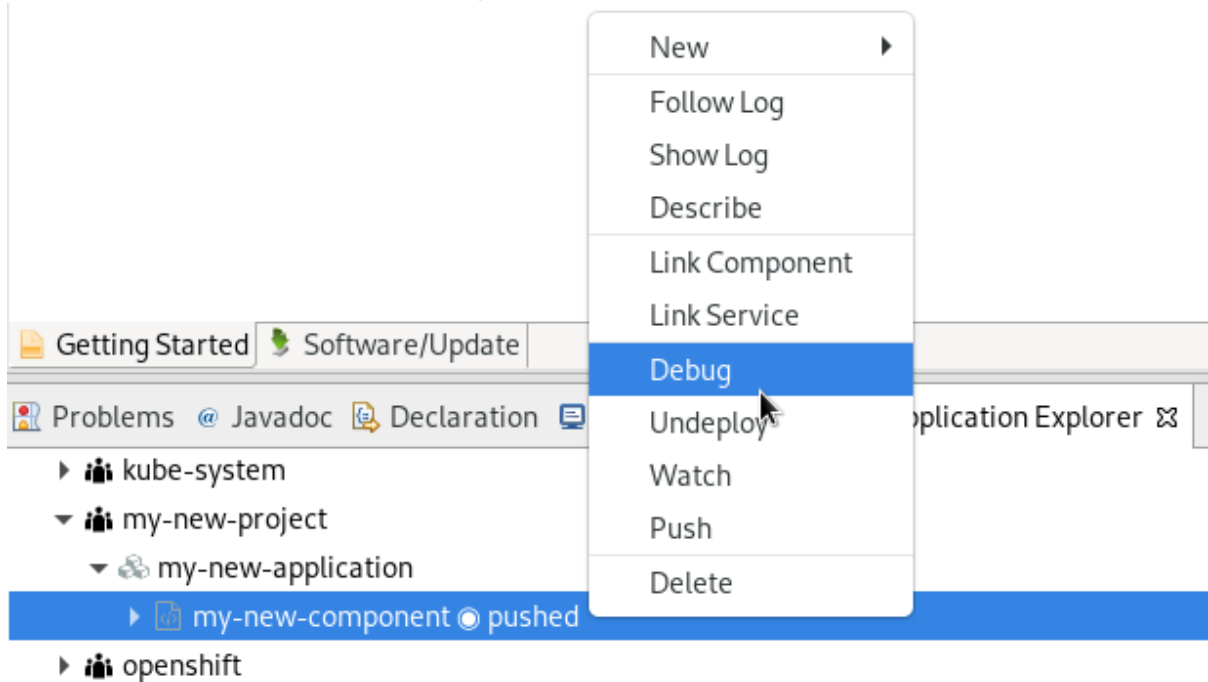 New
Follow Log
Show Log
Describe
Link Component
Link Service
Debug
Undeploy
Watch
Push
Delete
Getting Started Software/Update
Problems @ Javadoc Declaration Explorer
kube-system
my-new-project
my-new-application
my-new-component pushed
openshift